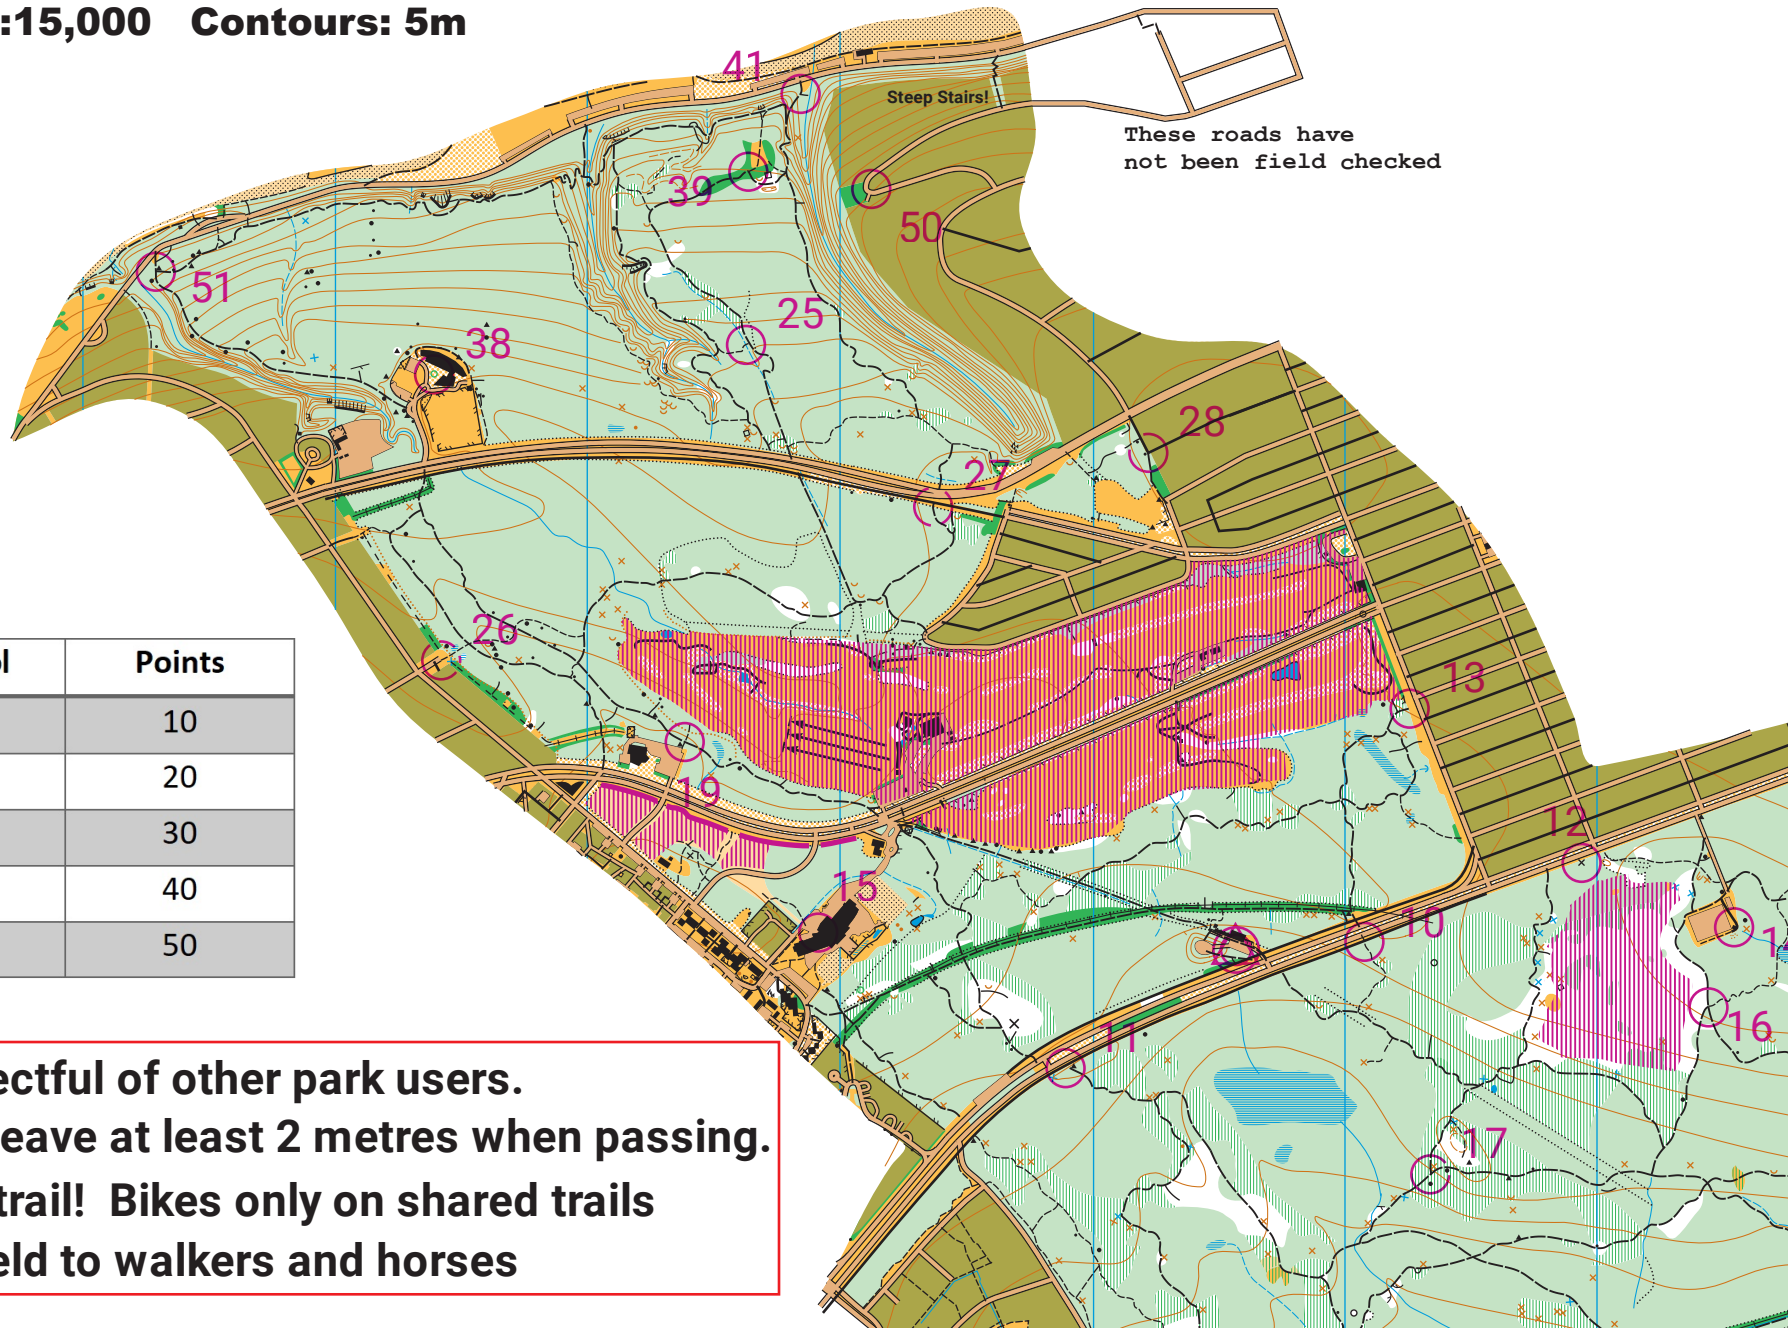 :15,000 Contours: 5m
41
Steep Stairs!
These roads have
not been field checked
39
50
51
25
38
28
27
26
13
19
12
15
10
14
11
16
17
l Points
10
20
30
40
50
ectful of other park users.
eave at least 2 metres when passing.
trail! Bikes only on shared trails
eld to walkers and horses